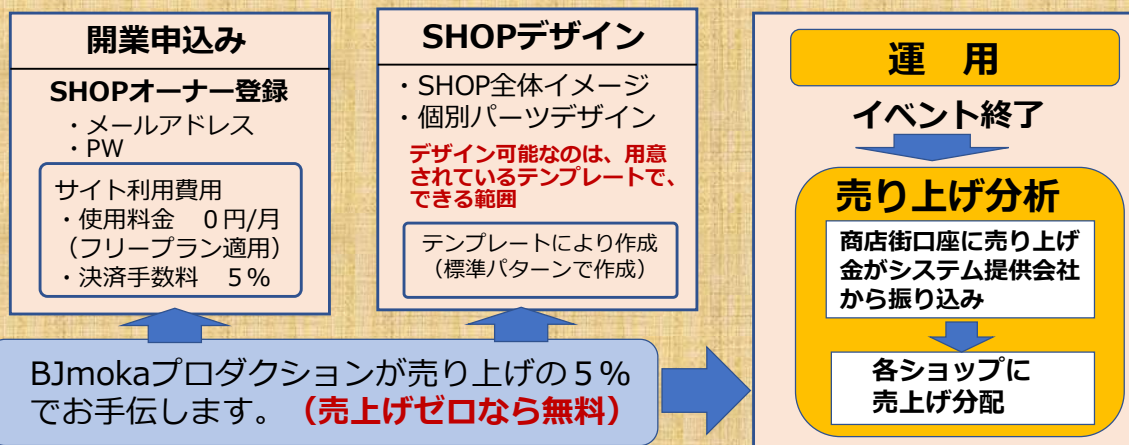 開業申込み
SHOPオーナー登録
・メールアドレス
・PW
サイト利用費用
・使用料金　０円/月
（フリープラン適用）
・決済手数料　５％
SHOPデザイン
・SHOP全体イメージ
・個別パーツデザイン
デザイン可能なのは、用意
されているテンプレートで、
できる範囲
テンプレートにより作成
（標準パターンで作成）
BJmokaプロダクションが売り上げの５％
でお手伝します。（売上げゼロなら無料）
運　用
イベント終了
売り上げ分析
商店街口座に売り上げ
金がシステム提供会社
から振り込み
各ショップに
売上げ分配